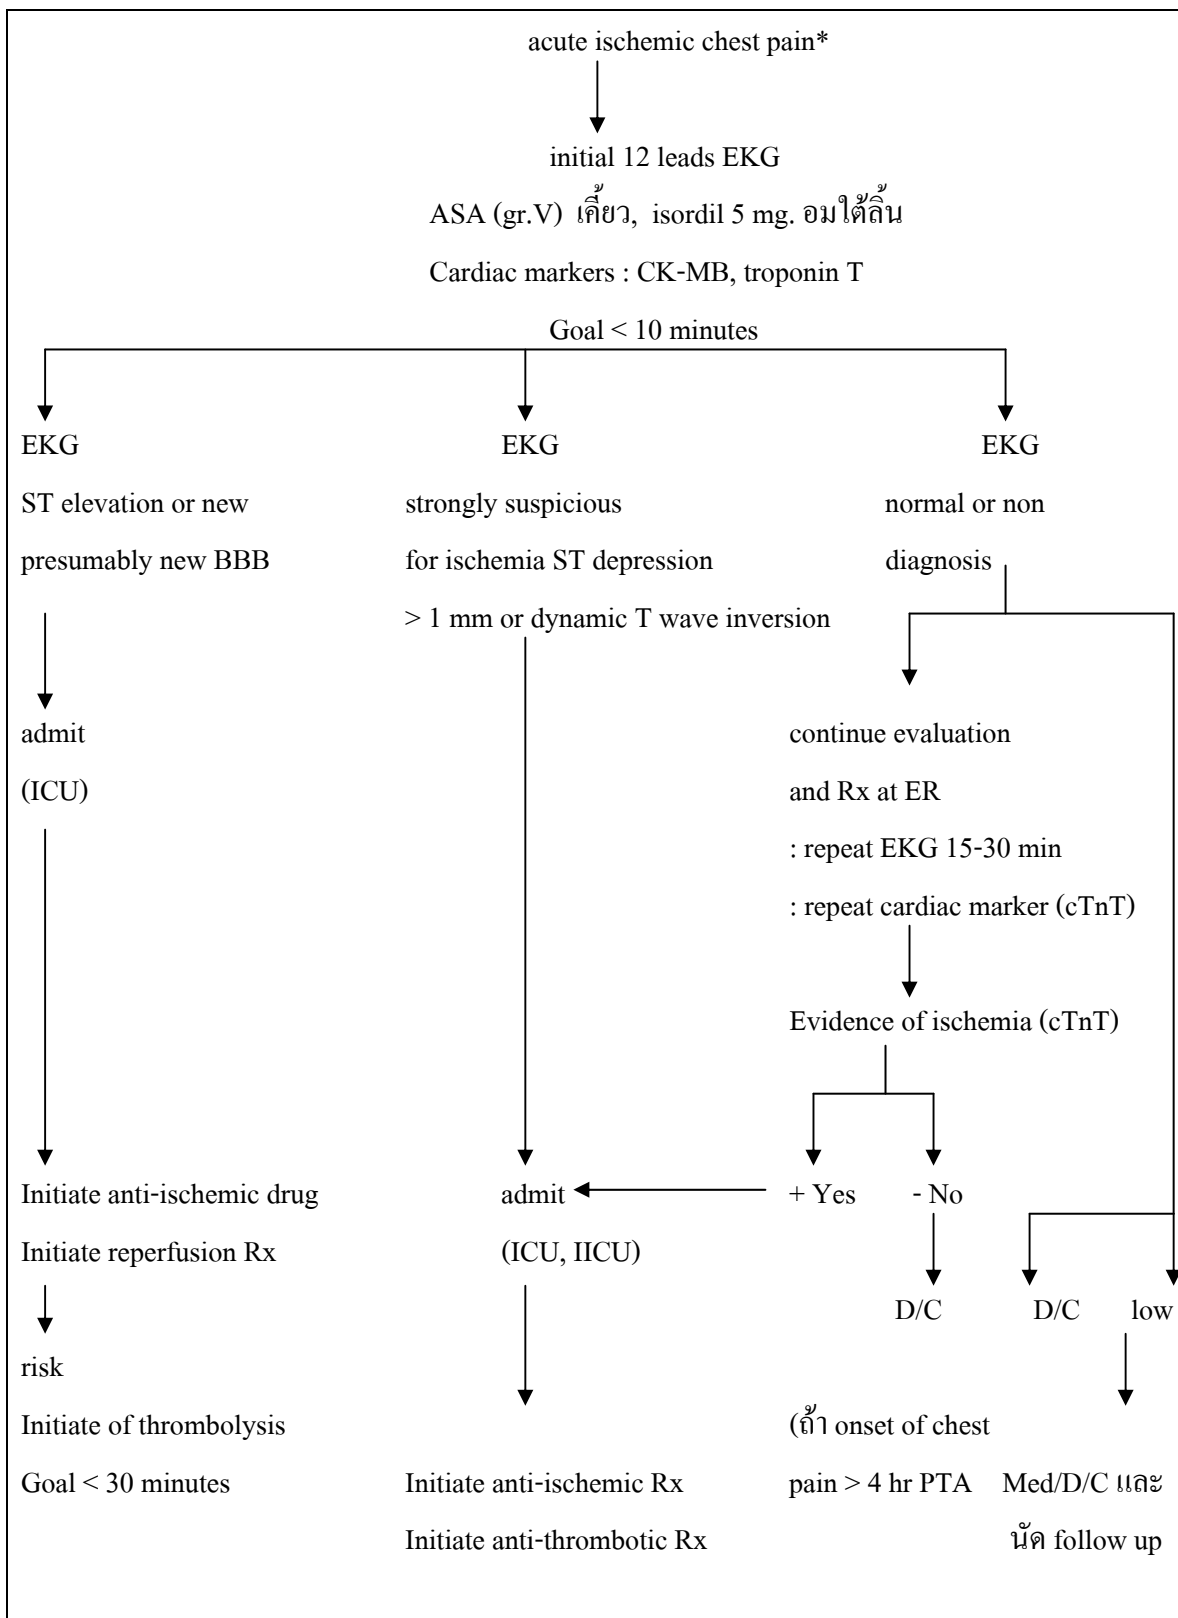 acute ischemic chest pain*
initial 12 leads EKG
ASA (gr.V) เคี้ยว, isordil 5 mg. อมใต้ลิ้น
Cardiac markers : CK-MB, troponin T
Goal < 10 minutes
EKG
ST elevation or new
presumably new BBB
admit
(ICU)
Initiate anti-ischemic drug
Initiate reperfusion Rx
risk
Initiate of thrombolysis
Goal < 30 minutes
EKG
strongly suspicious
for ischemia ST depression
> 1 mm or dynamic T wave inversion
admit
(ICU, IICU)
Initiate anti-ischemic Rx
Initiate anti-thrombotic Rx
EKG
normal or non
diagnosis
continue evaluation
and Rx at ER
: repeat EKG 15-30 min
: repeat cardiac marker (cTnT)
Evidence of ischemia (cTnT)
+ Yes
- No
D/C
(ถ้า onset of chest
pain > 4 hr PTA
D/C
low
Med/D/C และ
นัด follow up